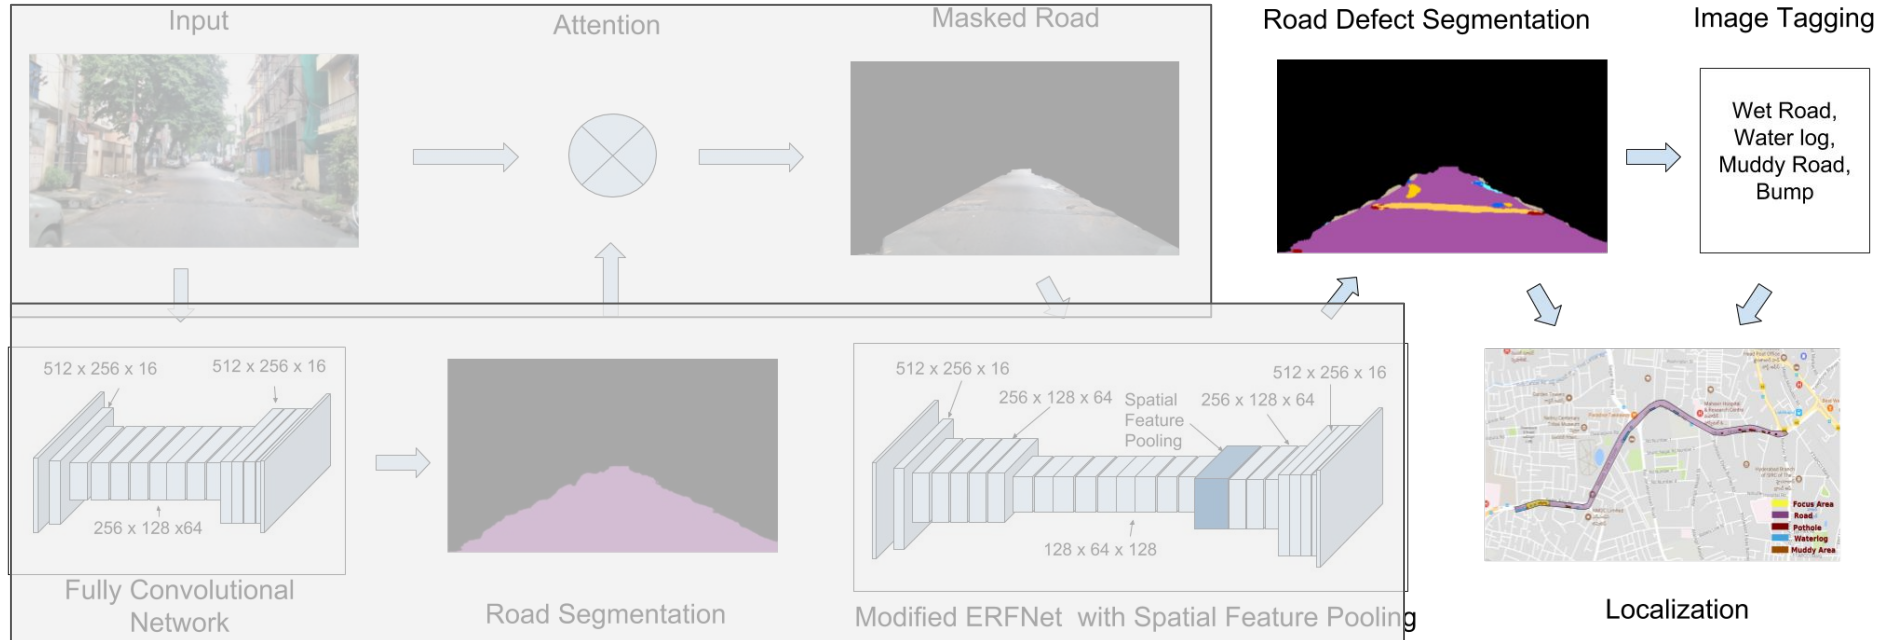 Input
Attention
Masked Road
Road Defect Segmentation
Image Tagging
Wet Road,
Water log,
Muddy Road,
Bump
512 x 256 x 16
512 x 256 x 16
256 x 128 x64
Fully Convolutional
Network
Road Segmentation
512 x 256 x 16
256 x 128 x 64
Spatial
Feature
Pooling
256 x 128 x 64
512 x 256 x 16
128 x 64 x 128
Modified ERFNet with Spatial Feature Pooling
Focus Area
Road
Pothole
Waterlog
Muddy Area
Localization